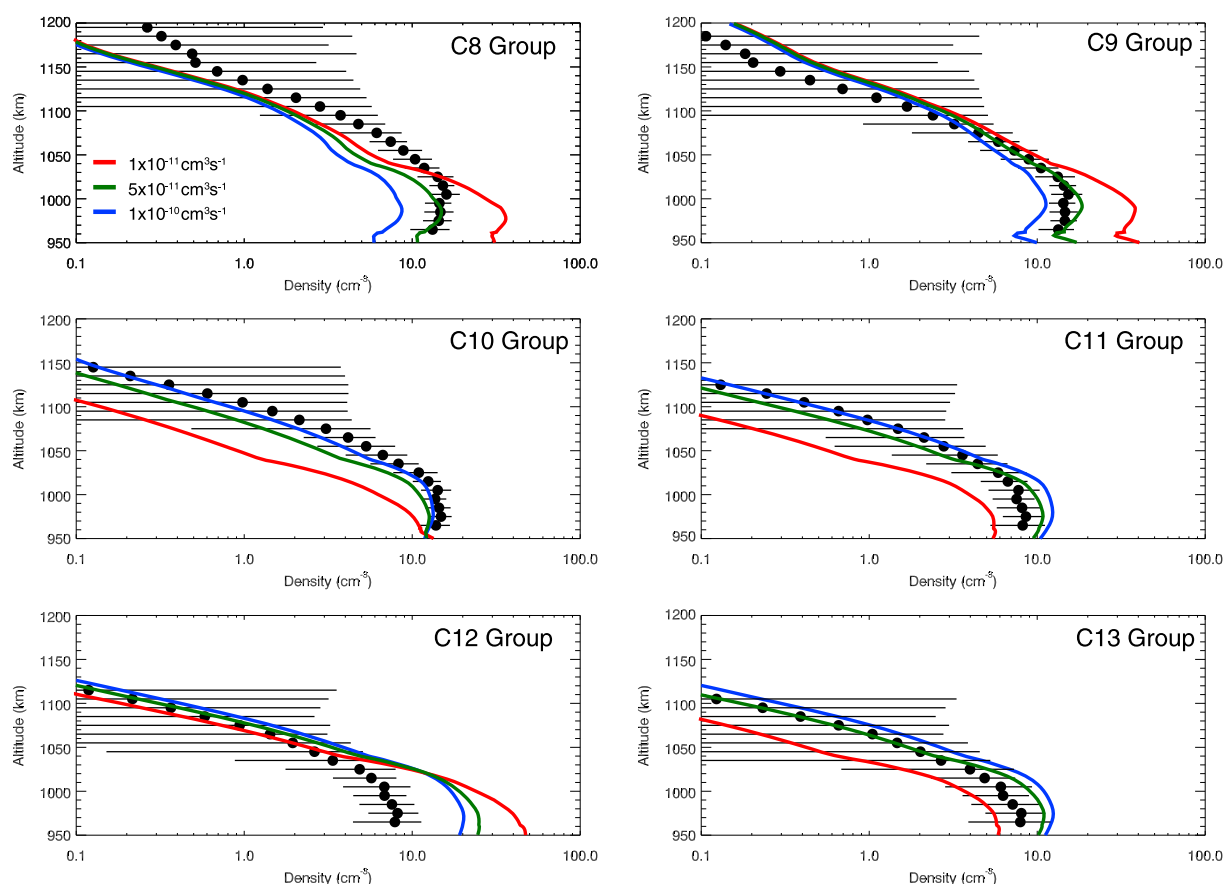 1200
1150
1100
1050
1000
950
Altitude (km)
C8 Group
1x10-11cm3s-1
5x10-11cm3s-1
1x10-10cm3s-1
0.1 1.0 10.0 100.0
Density (cm-3)
1200
1150
1100
1050
1000
950
Altitude (km)
C9 Group
0.1 1.0 10.0 100.0
Density (cm-3)
1200
1150
1100
1050
1000
950
Altitude (km)
C10 Group
0.1 1.0 10.0 100.0
Density (cm-3)
1200
1150
1100
1050
1000
950
Altitude (km)
C11 Group
0.1 1.0 10.0 100.0
Density (cm-3)
1200
1150
1100
1050
1000
950
Altitude (km)
C12 Group
0.1 1.0 10.0 100.0
Density (cm-3)
1200
1150
1100
1050
1000
950
Altitude (km)
C13 Group
0.1 1.0 10.0 100.0
Density (cm-3)